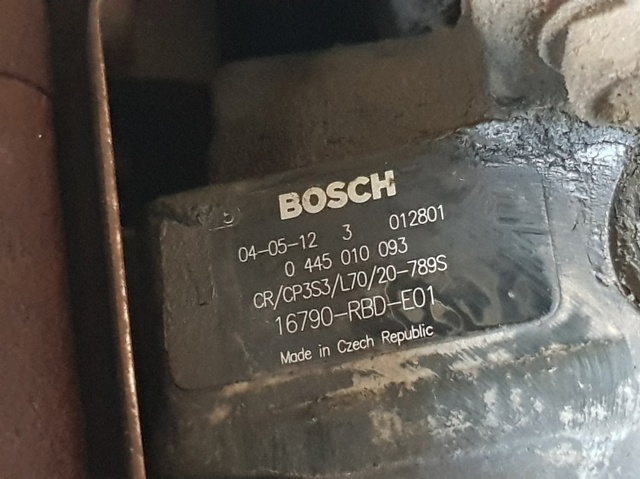 BOSCH
04-05-12 3 012801
0 445 010 093
CR/CP3S3/L70/20-789S
16790-RBD-E01
Made in Czech Republic